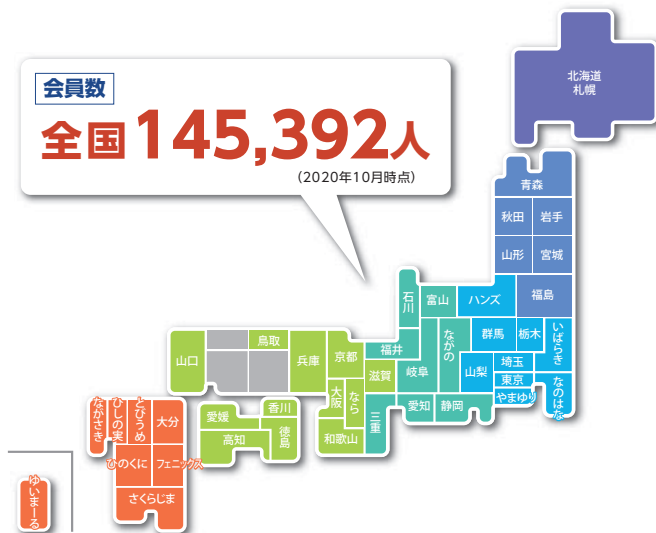 会員数
全国145,392人
(2020年10月時点)
北海道
札幌
青森
秋田
岩手
山形
宮城
福島
石川
富山
ハンズ
群馬
栃木
いばらき
福井
岐阜
ながの
山梨
埼玉
東京
やまゆり
なのはな
山口
鳥取
兵庫
京都
滋賀
大阪
なら
三重
愛知
静岡
和歌山
愛媛
香川
高知
徳島
ながさき
ひしの実
とびうめ
大分
ひのくに
フェニックス
さくらじま
ゆいまーる